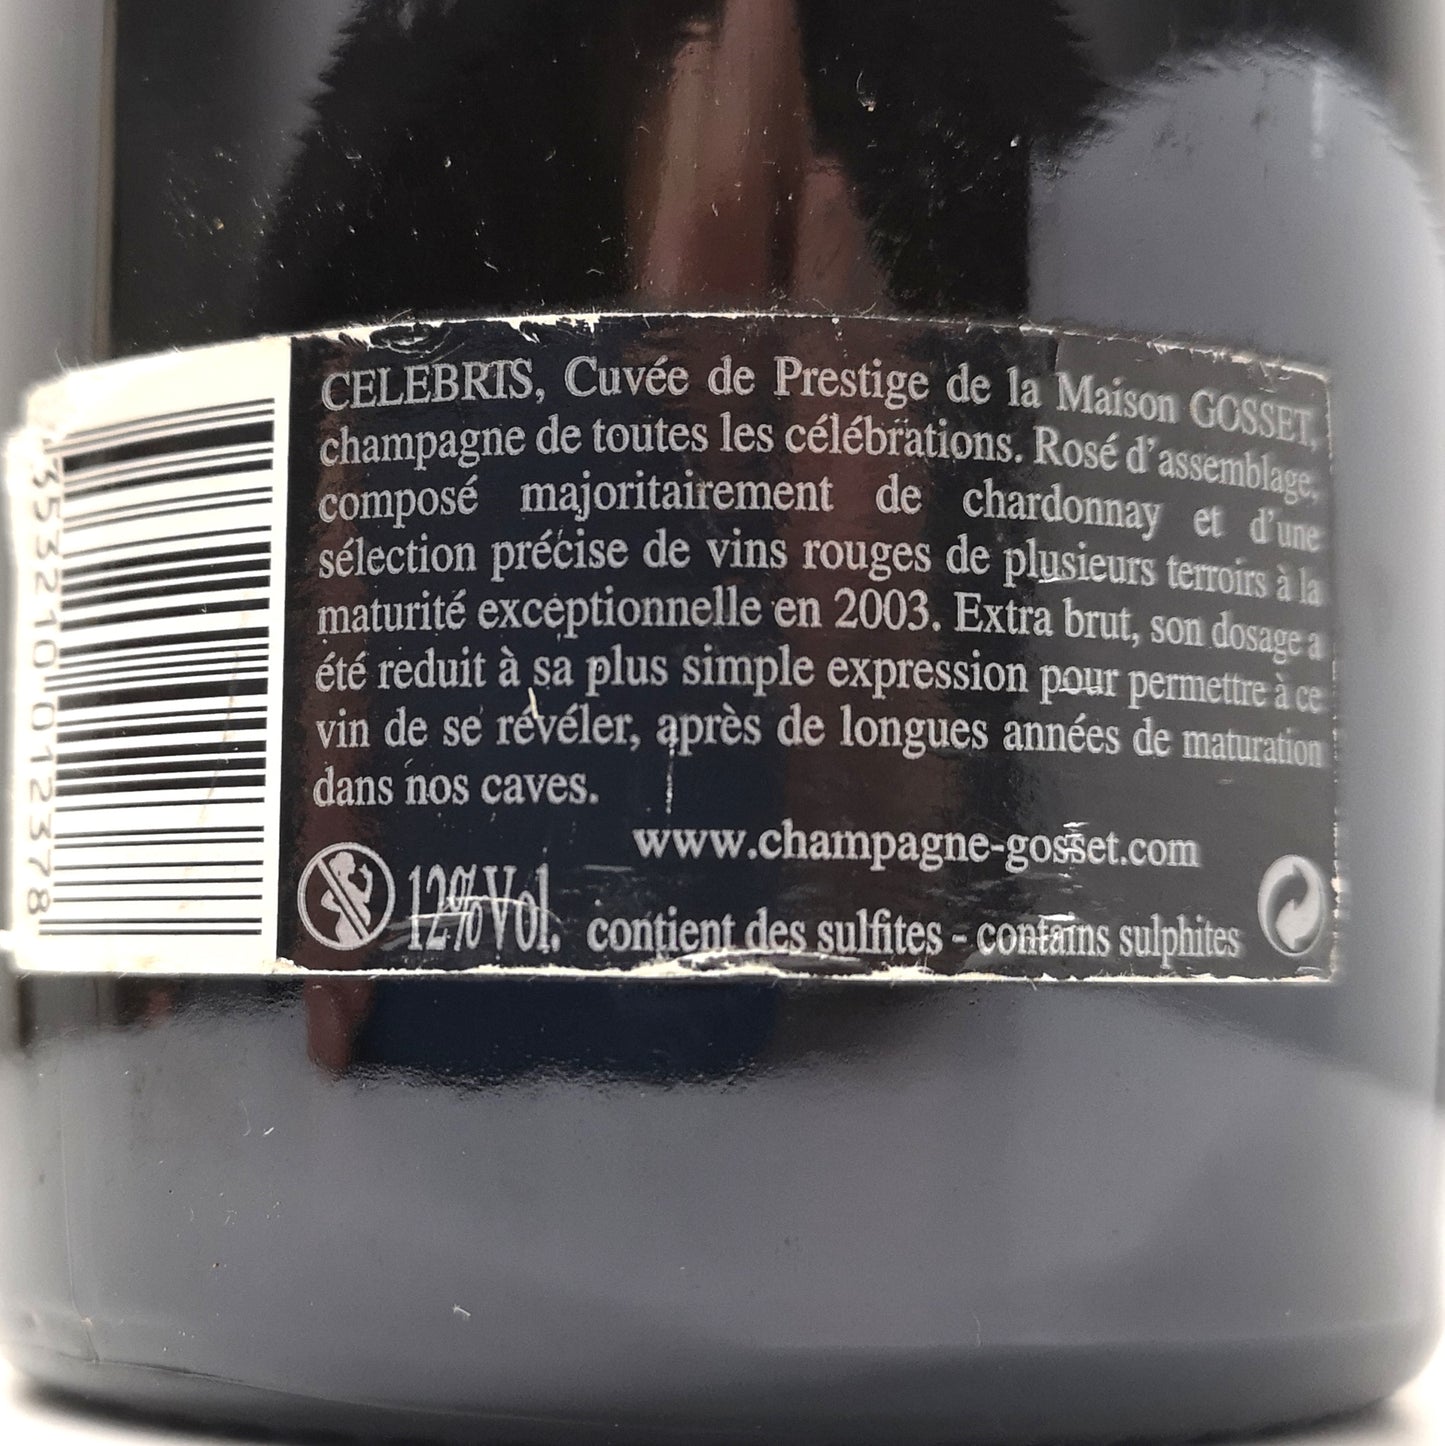 CELEBRIS, Cuvée de Prestige de la Maison GOSSET,
champagne de toutes les célébrations. Rosé d'assemblage,
composé majoritairement de chardonnay et d'une
sélection précise de vins rouges de plusieurs terroirs à la
maturité exceptionnelle en 2003. Extra brut, son dosage a
été reduit à sa plus simple expression pour permettre à ce
vin de se révéler, après de longues années de maturation
dans nos caves.
www.champagne-gosset.com
12%Vol. contient des sulfites - contains sulphites
3532100012378